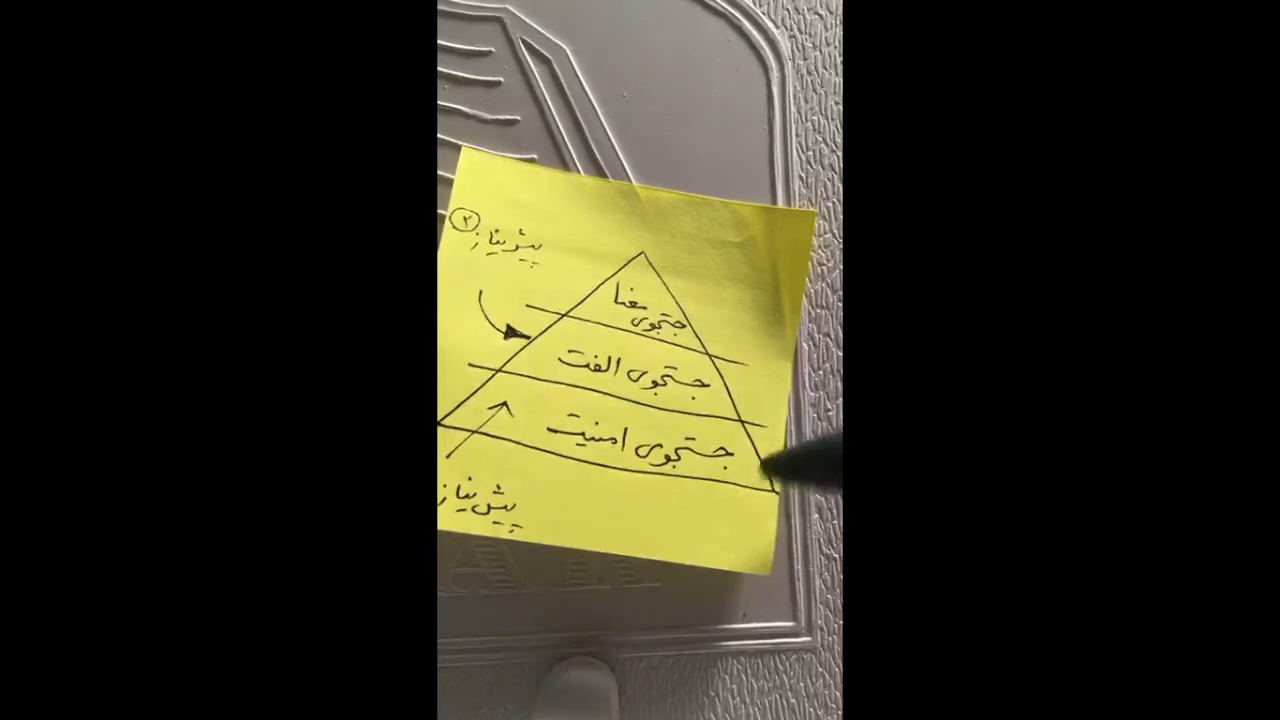 پیش‌نیاز ۲
جستجوی معنا
جستجوی الفت
جستجوی امنیت
پیش‌نیاز